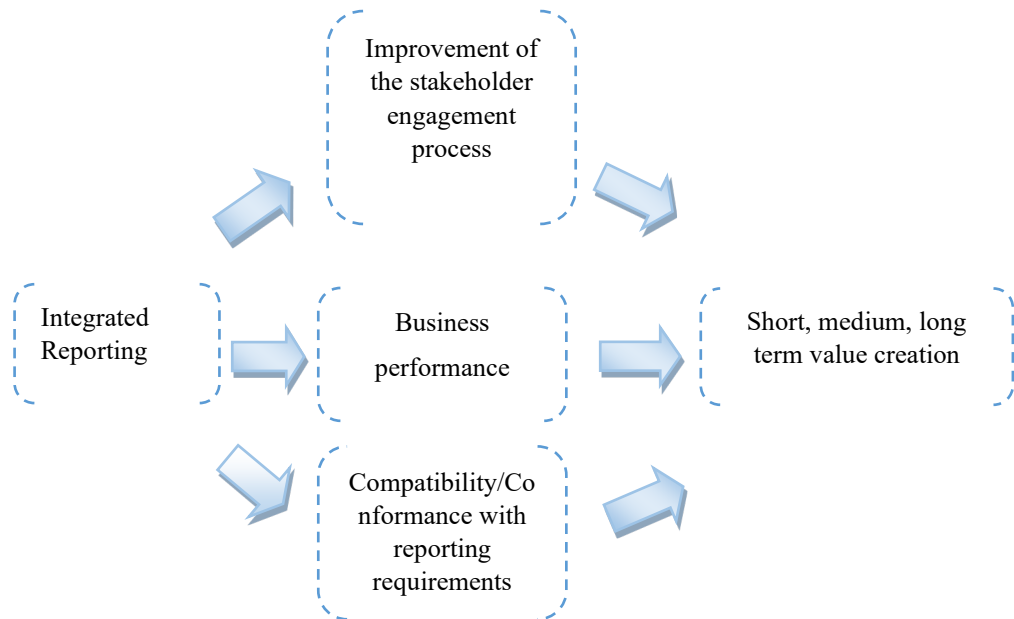 Improvement of
the stakeholder
engagement
process
Integrated
Reporting
Business
performance
Short, medium, long
term value creation
Compatibility/Co
nformance with
reporting
requirements